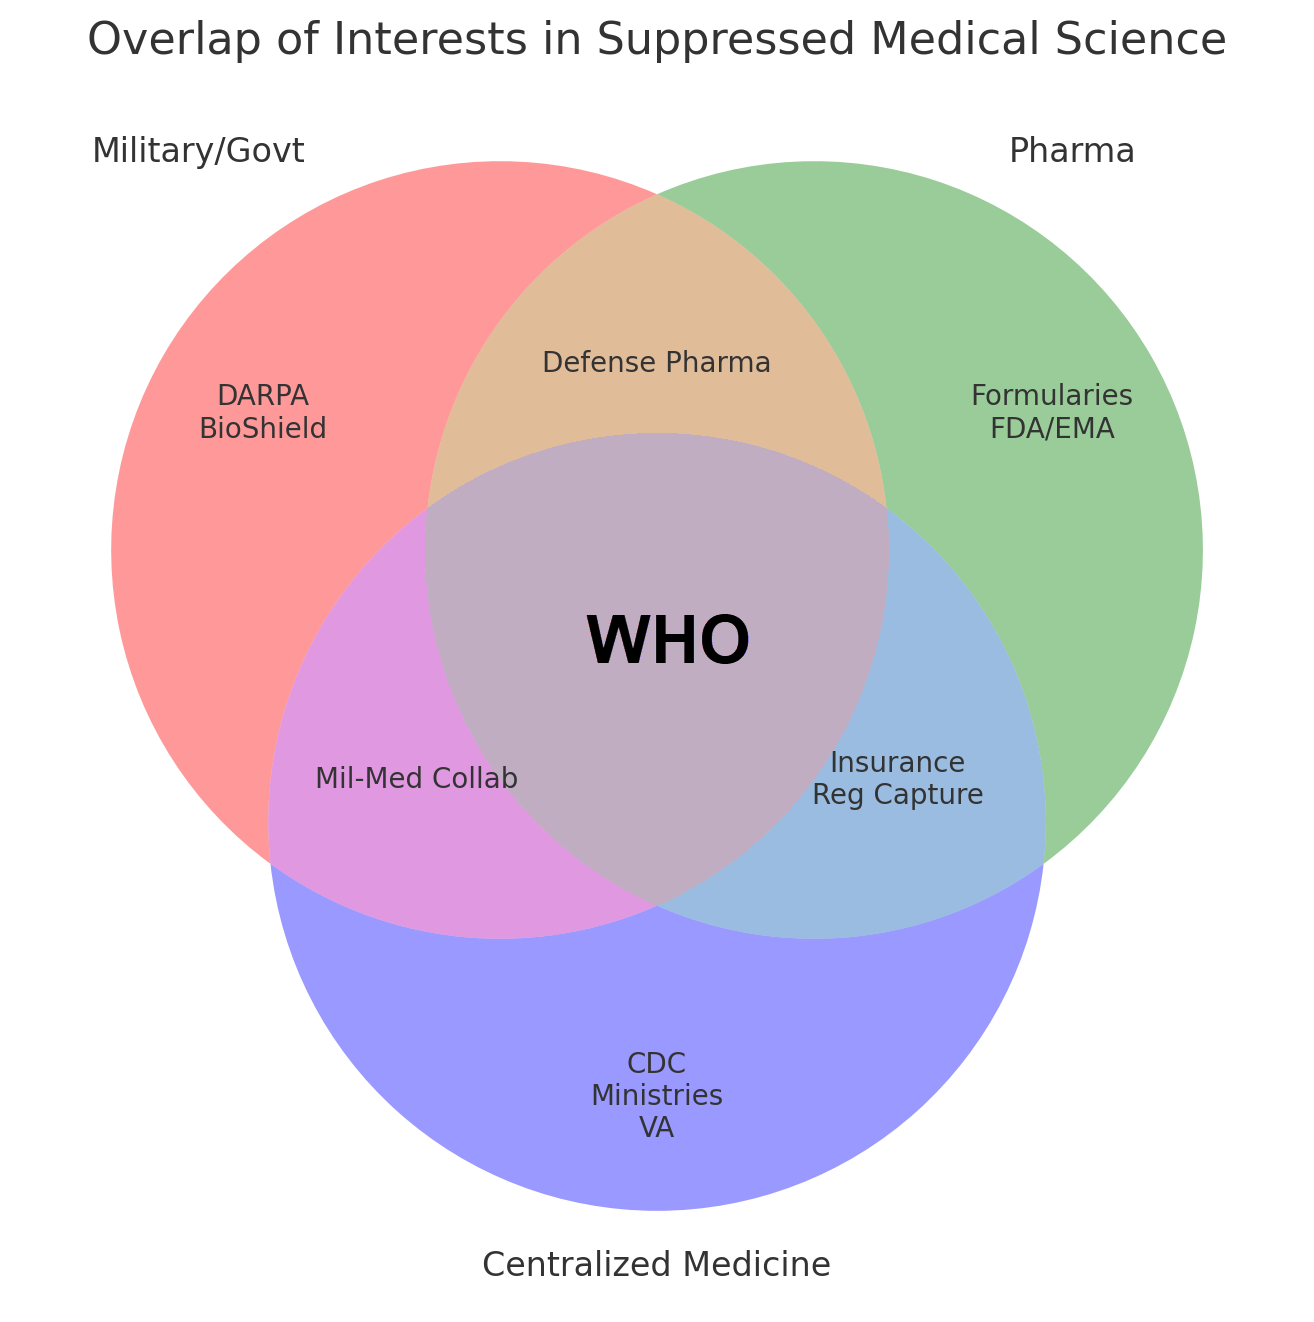 Overlap of Interests in Suppressed Medical Science
Military/Govt
Pharma
Defense Pharma
DARPA
BioShield
Formularies
FDA/EMA
WHO
Mil-Med Collab
Insurance
Reg Capture
CDC
Ministries
VA
Centralized Medicine